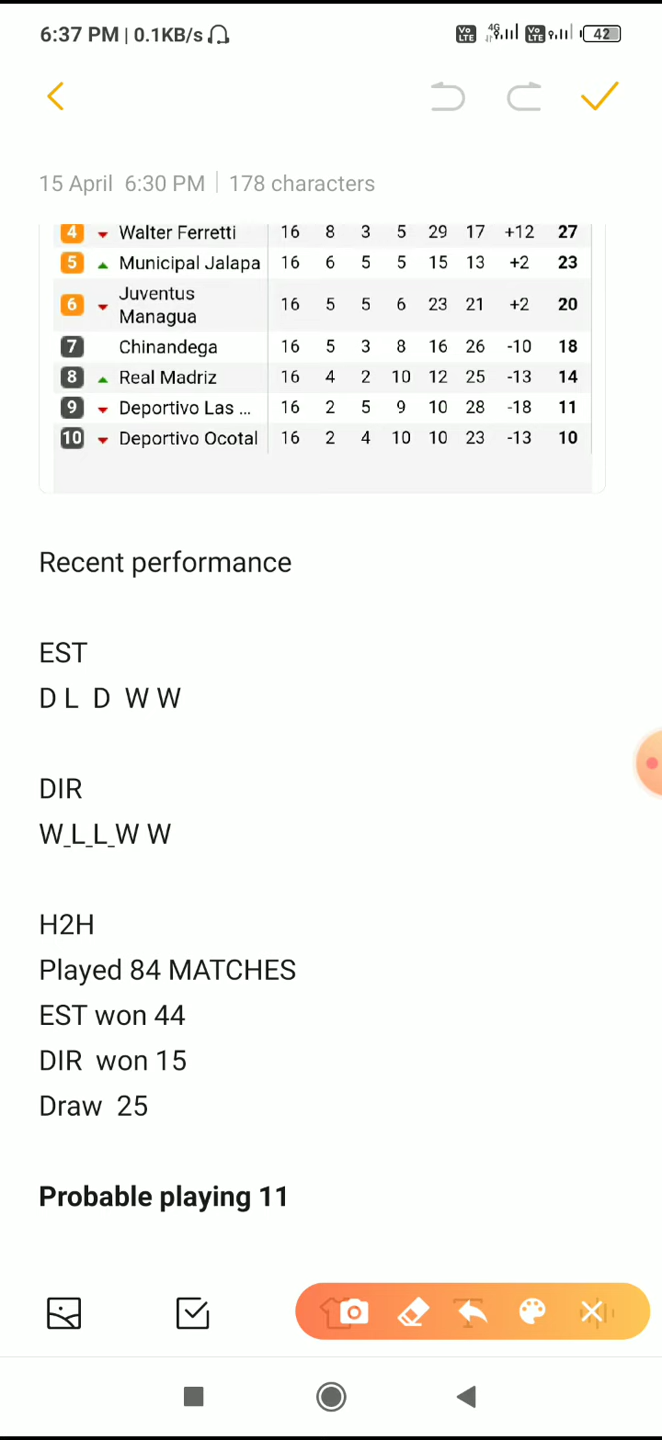 6:37 PM | 0.1KB/s
Vo LTE 4G Vo LTE 42
15 April 6:30 PM | 178 characters
4 Walter Ferretti 16 8 3 5 29 17 +12 27
5 Municipal Jalapa 16 6 5 5 15 13 +2 23
6 Juventus Managua 16 5 5 6 23 21 +2 20
7 Chinandega 16 5 3 8 16 26 -10 18
8 Real Madriz 16 4 2 10 12 25 -13 14
9 Deportivo Las ... 16 2 5 9 10 28 -18 11
10 Deportivo Ocotal 16 2 4 10 10 23 -13 10
Recent performance
EST
D L D W W
DIR
W_L_L_W W
H2H
Played 84 MATCHES
EST won 44
DIR won 15
Draw 25
Probable playing 11